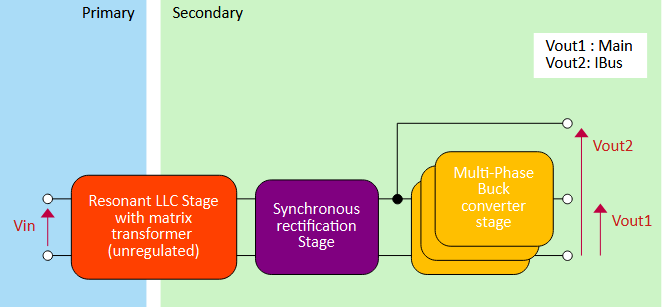 Primary
Secondary
Vout1 : Main
Vout2: IBus
Vout2
Multi-Phase
Buck
converter
stage
Resonant LLC Stage
with matrix
transformer
(unregulated)
Synchronous
rectification
Stage
Vin
Vout1